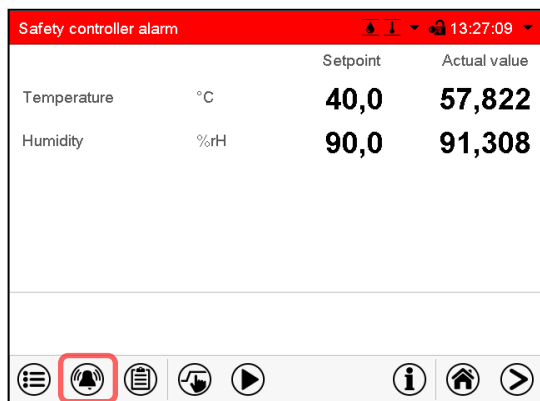 Safety controller alarm 13:27:09
Setpoint Actual value
Temperature °C 40,0 57,822
Humidity %rH 90,0 91,308